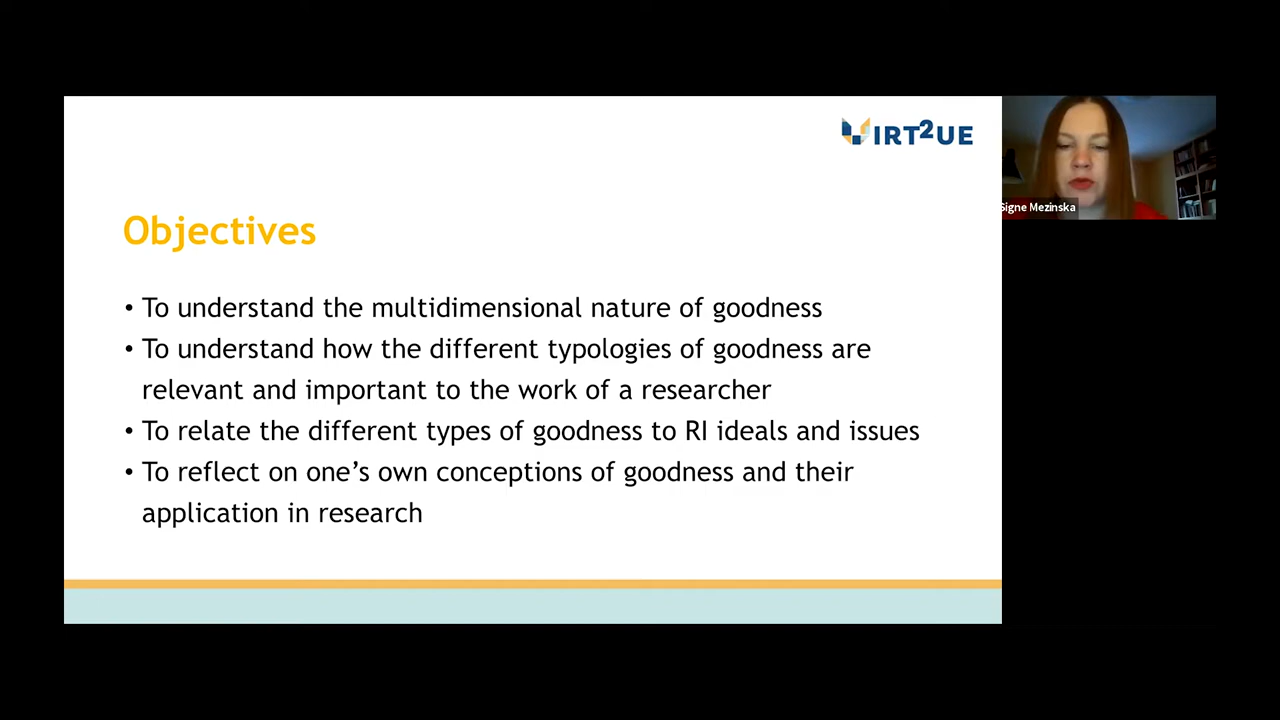 VIRT2UE
Signe Mezinska
Objectives
• To understand the multidimensional nature of goodness
• To understand how the different typologies of goodness are
relevant and important to the work of a researcher
• To relate the different types of goodness to RI ideals and issues
• To reflect on one's own conceptions of goodness and their
application in research